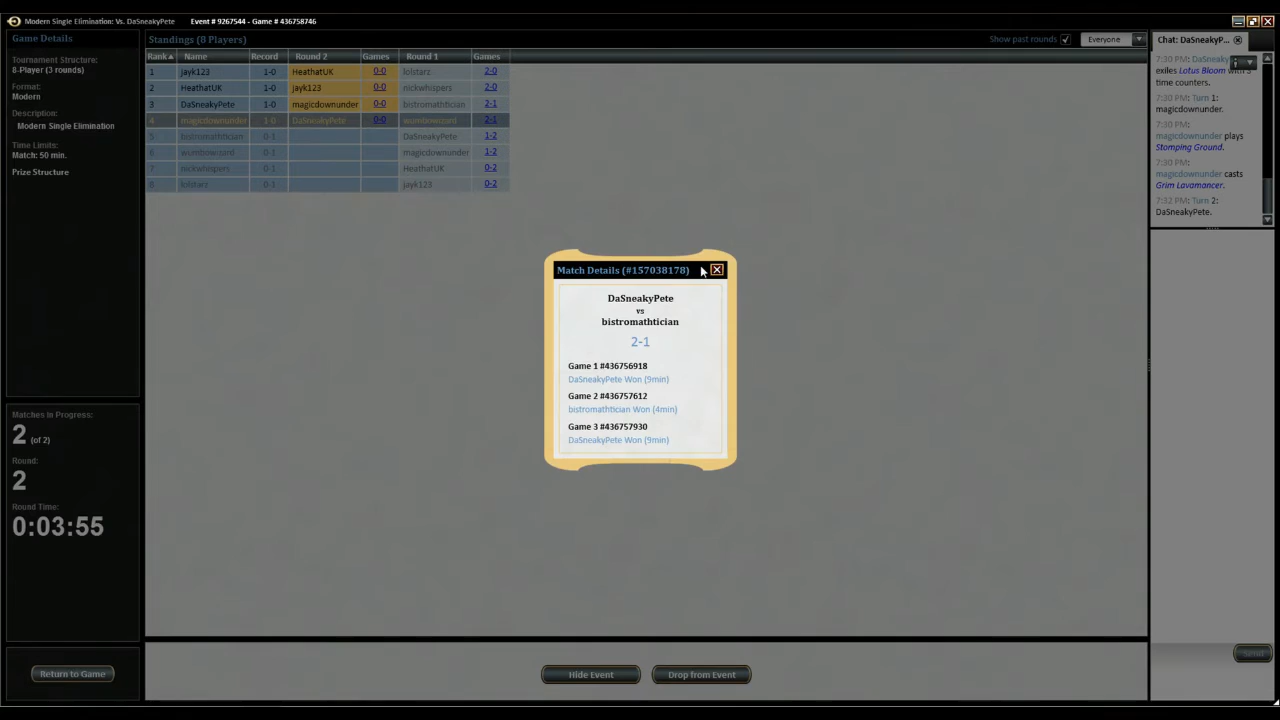 Modern Single Elimination: Vs. DaSneakyPete Event # 9267544 - Game # 436758746
Game Details
Tournament Structure:
8-Player (3 rounds)
Format:
Modern
Description:
Modern Single Elimination
Time Limits:
Match: 50 min.
Prize Structure
Matches in Progress:
2 (of 2)
Round:
2
Round Time:
0:03:55
Return to Game
Standings (8 Players) Show past rounds Everyone
Rank Name Record Round 2 Games Round 1 Games
1 jayk123 1-0 HeathatUK 0-0 lolstarz 2-0
2 HeathatUK 1-0 jayk123 0-0 nickwhispers 2-0
3 DaSneakyPete 1-0 magicdownunder 0-0 bistromathtician 2-1
4 magicdownunder 1-0 DaSneakyPete 0-0 wumbowizard 2-1
5 bistromathtician 0-1 DaSneakyPete 1-2
6 wumbowizard 0-1 magicdownunder 1-2
7 nickwhispers 0-1 HeathatUK 0-2
8 lolstarz 0-1 jayk123 0-2
Match Details (#157038178)
DaSneakyPete
vs
bistromathtician
2-1
Game 1 #436756918
DaSneakyPete Won (9min)
Game 2 #436757612
bistromathtician Won (4min)
Game 3 #436757930
DaSneakyPete Won (9min)
Hide Event Drop from Event
Chat: DaSneakyP...
7:30 PM: DaSneaky
exiles Lotus Bloom with 3
time counters.
7:30 PM: Turn 1:
magicdownunder.
7:30 PM:
magicdownunder plays
Stomping Ground.
7:30 PM:
magicdownunder casts
Grim Lavamancer.
7:32 PM: Turn 2:
DaSneakyPete.
Send